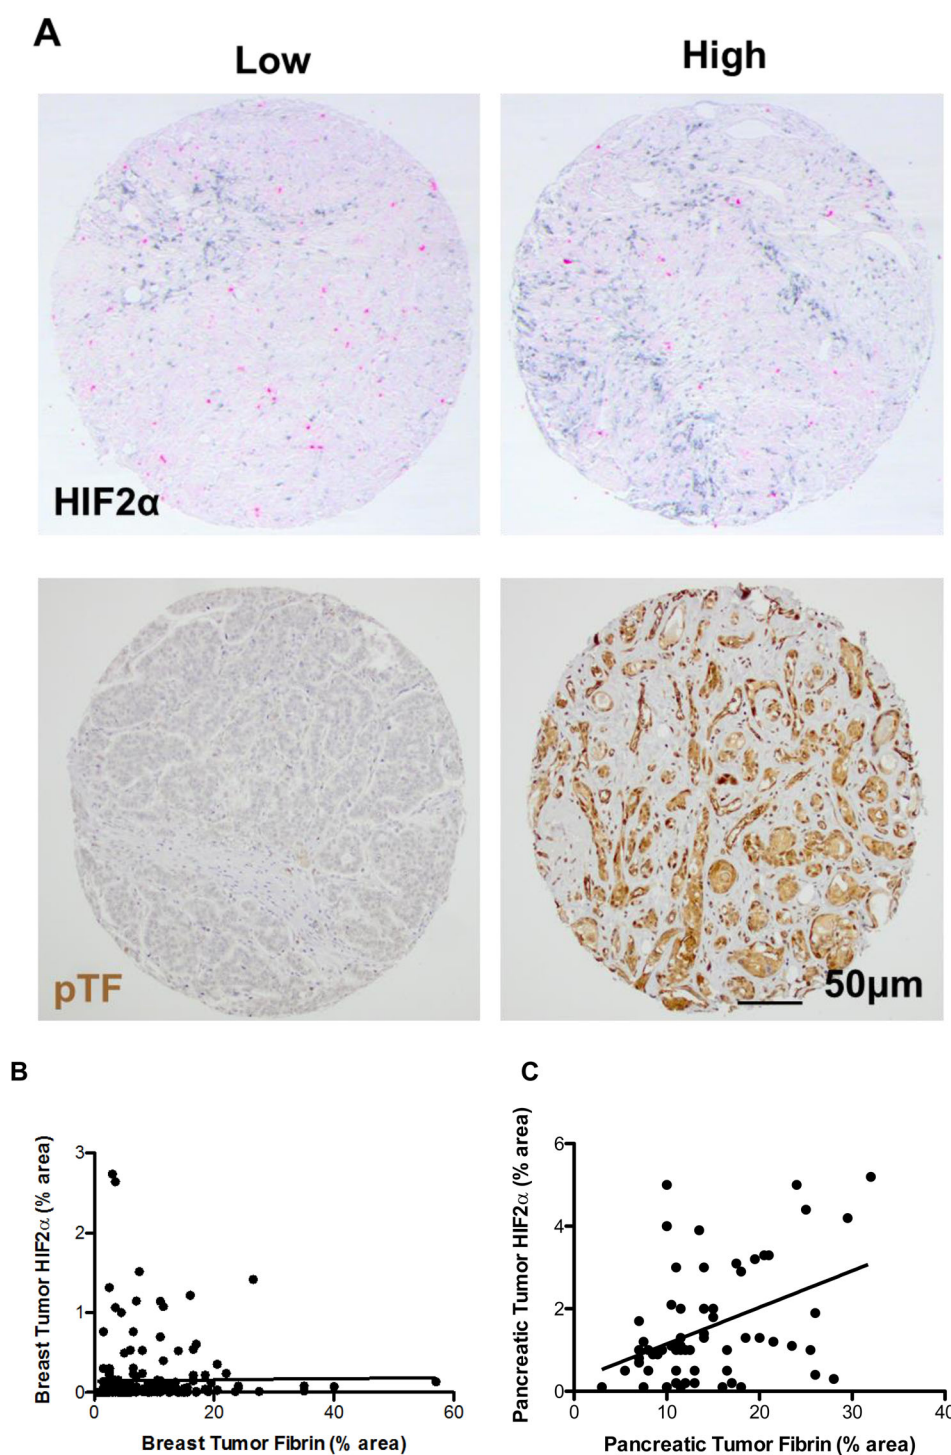 A
Low
High
HIF2α
pTF
50μm
B
C
Breast Tumor HIF2α (% area)
3
2
1
0
0
20
40
60
Breast Tumor Fibrin (% area)
Pancreatic Tumor HIF2α (% area)
6
4
2
0
0
10
20
30
40
Pancreatic Tumor Fibrin (% area)